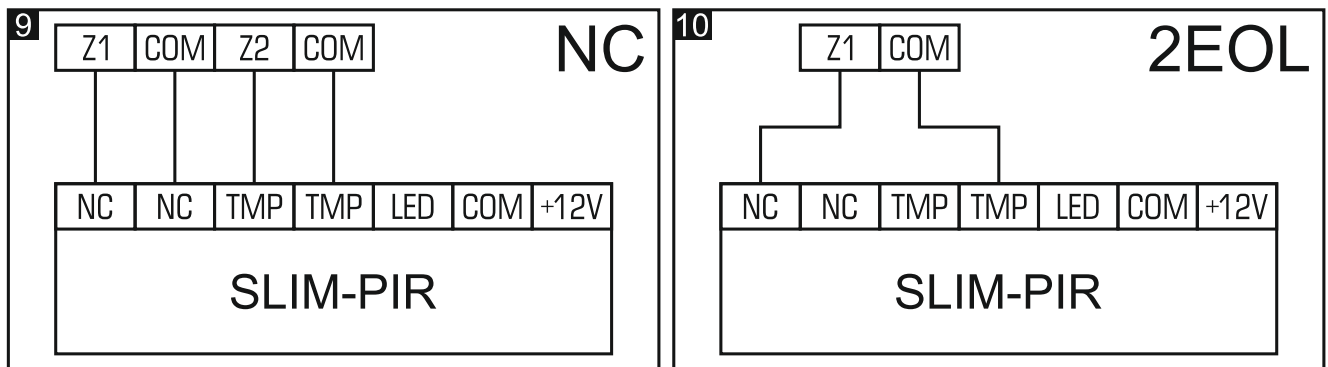 9
NC
Z1 COM Z2 COM
NC NC TMP TMP LED COM +12V
SLIM-PIR
10
2EOL
Z1 COM
NC NC TMP TMP LED COM +12V
SLIM-PIR